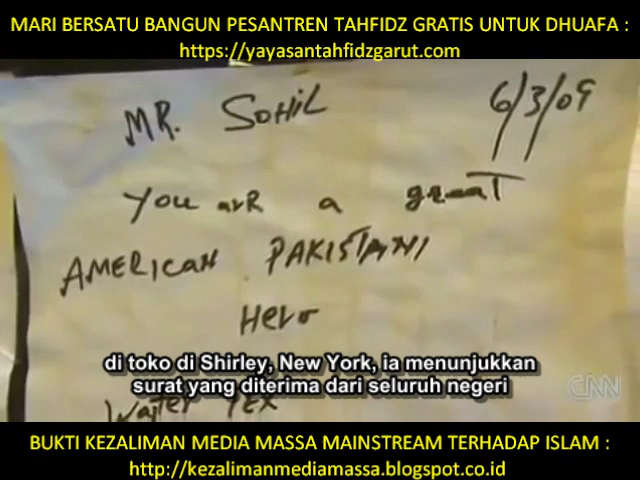 MARI BERSATU BANGUN PESANTREN TAHFIDZ GRATIS UNTUK DHUAFA :
https://yayasantahfidzgarut.com
MR. SOHIL 6/3/09
You arR a greaT
AMERICAN PAKISTANI
Hero
di toko di Shirley, New York, ia menunjukkan
surat yang diterima dari seluruh negeri
CNN
BUKTI KEZALIMAN MEDIA MASSA MAINSTREAM TERHADAP ISLAM :
http://kezalimanmediamassa.blogspot.co.id